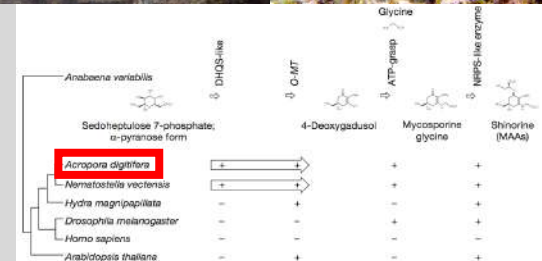 Glycine
DHQS-like
O-MT
ATP-grasp
NRPS-like enzyme
Anabaena variabilis
Sedoheptulose 7-phosphate;
α-pyranose form
4-Deoxygadusol
Mycosporine
glycine
Shinorine
(MAAs)
Acropora digitifera + + + +
Nematostella vectensis + + + +
Hydra magnipapillata – + – +
Drosophila melanogaster – – + +
Homo sapiens – – – –
Arabidopsis thaliana – + – +